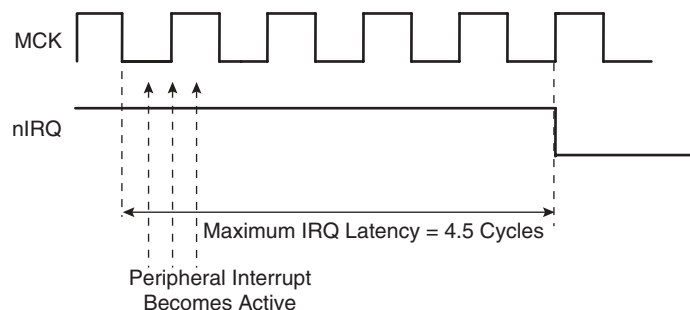 MCK
nIRQ
Maximum IRQ Latency = 4.5 Cycles
Peripheral Interrupt
Becomes Active